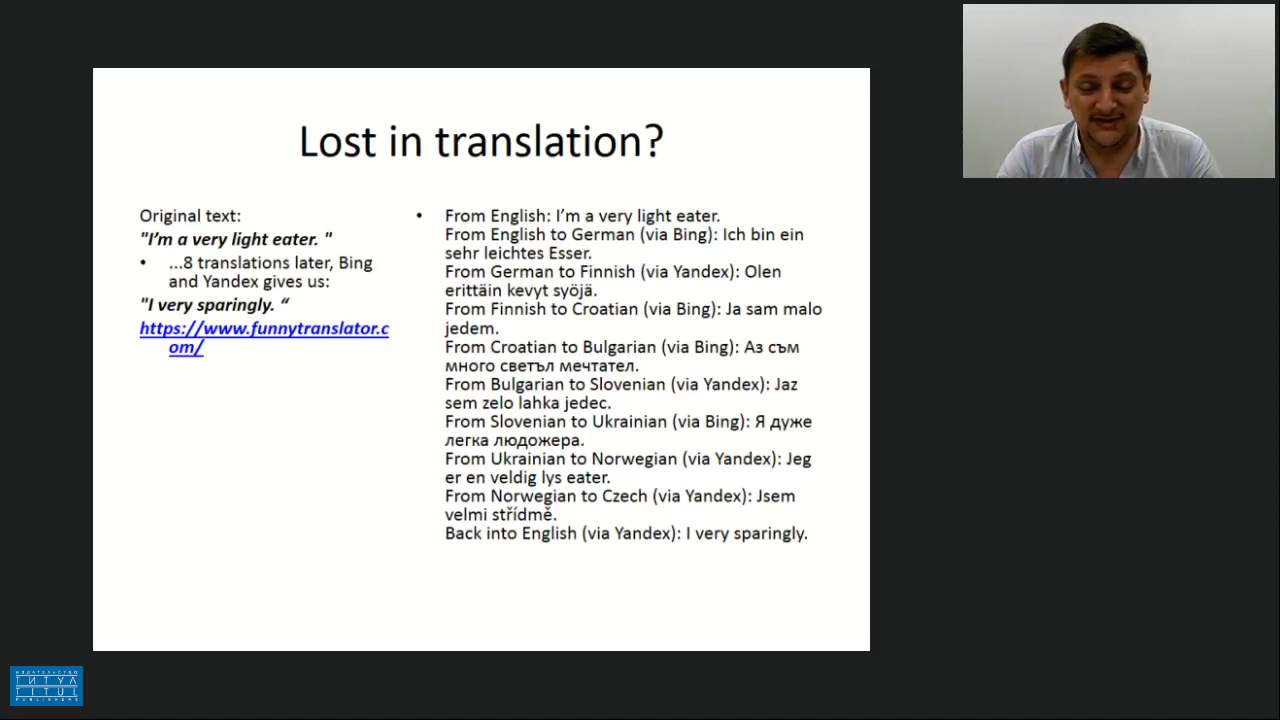 Lost in translation?
Original text:
"I’m a very light eater. "
• ...8 translations later, Bing
and Yandex gives us:
"I very sparingly. “
https://www.funnytranslator.c
om/
• From English: I’m a very light eater.
From English to German (via Bing): Ich bin ein
sehr leichtes Esser.
From German to Finnish (via Yandex): Olen
erittäin kevyt syöjä.
From Finnish to Croatian (via Bing): Ja sam malo
jedem.
From Croatian to Bulgarian (via Bing): Аз съм
много светъл мечтател.
From Bulgarian to Slovenian (via Yandex): Jaz
sem zelo lahka jedec.
From Slovenian to Ukrainian (via Bing): Я дуже
легка людожера.
From Ukrainian to Norwegian (via Yandex): Jeg
er en veldig lys eater.
From Norwegian to Czech (via Yandex): Jsem
velmi střídmě.
Back into English (via Yandex): I very sparingly.
ИЗДАТЕЛЬСТВО
ТИТУЛ
TITUL
PUBLISHERS